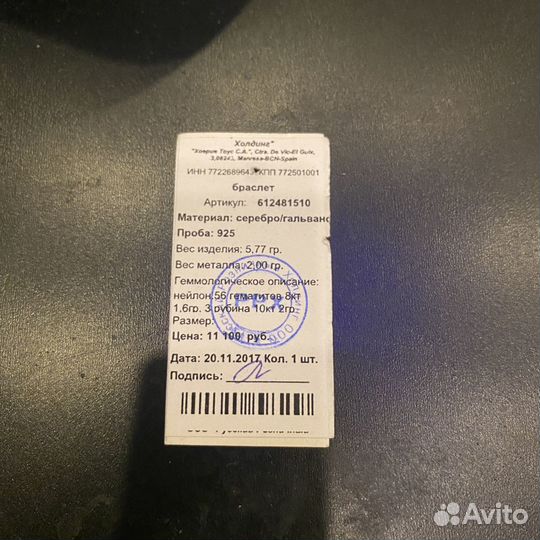 Холдинг"
"Ховрик Тоус С.А.", Ctra. De Vic-El Guix,
3,08243, Manresa-BCN-Spain
ИНН 7722689643 КПП 772501001
браслет
Артикул: 612481510
Материал: серебро/гальвано
Проба: 925
Вес изделия: 5,77 гр.
Вес металла: 2,00 гр.
Геммологическое описание:
нейлон.56 гематитов 8кт
1,6гр. 3 рубина 10кт 2гр.
Размер:
Цена: 11 100 руб.
Дата: 20.11.2017 Кол. 1 шт.
Подпись:
Avito